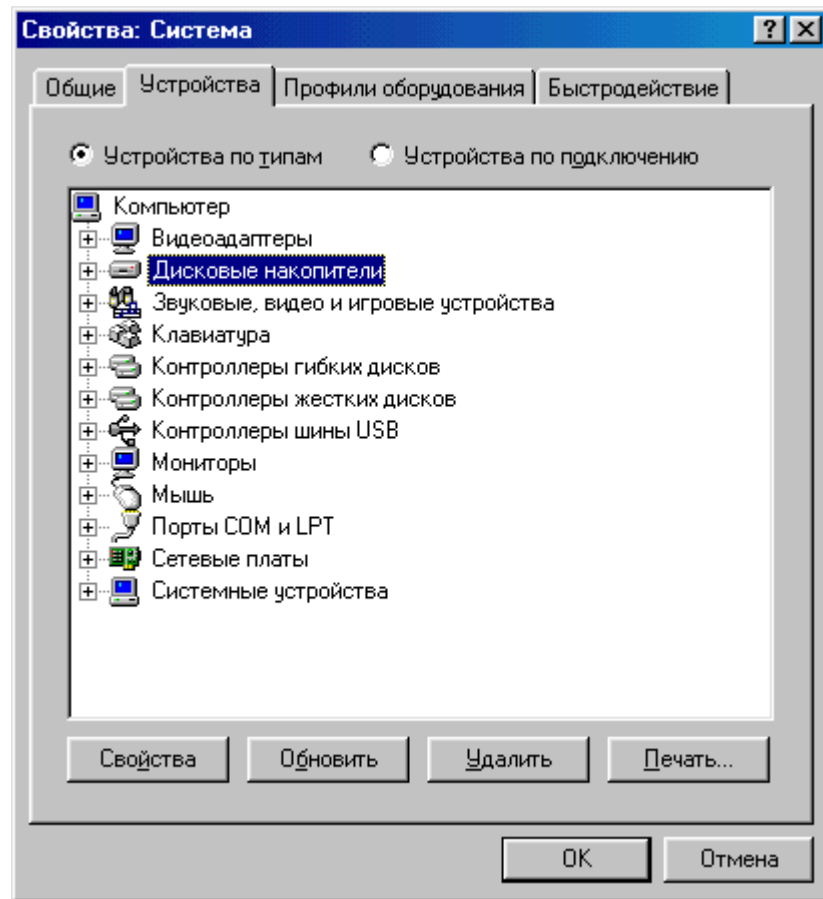 Свойства: Система
Общие Устройства Профили оборудования Быстродействие
Устройства по типам Устройства по подключению
Компьютер
Видеоадаптеры
Дисковые накопители
Звуковые, видео и игровые устройства
Клавиатура
Контроллеры гибких дисков
Контроллеры жестких дисков
Контроллеры шины USB
Мониторы
Мышь
Порты COM и LPT
Сетевые платы
Системные устройства
Свойства Обновить Удалить Печать...
OK Отмена